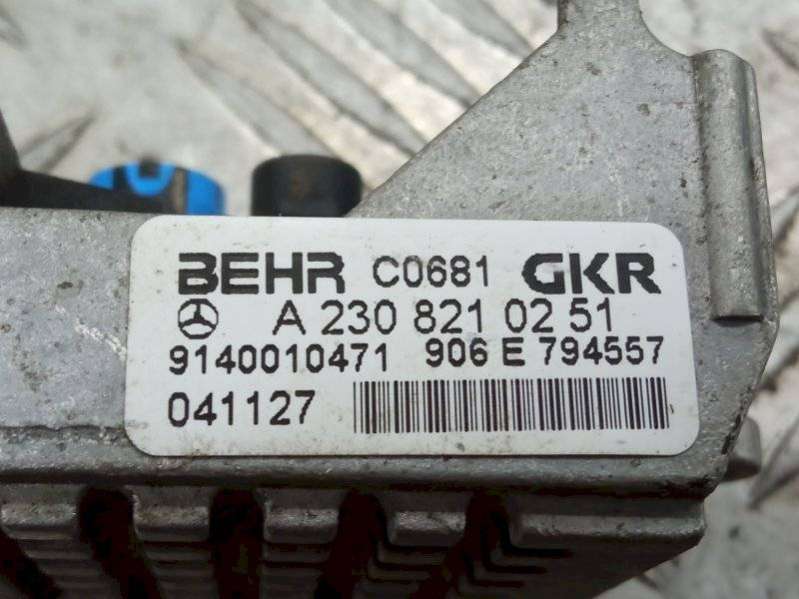 BEHR C0681 GKR
A 230 821 02 51
9140010471 906 E 794557
041127